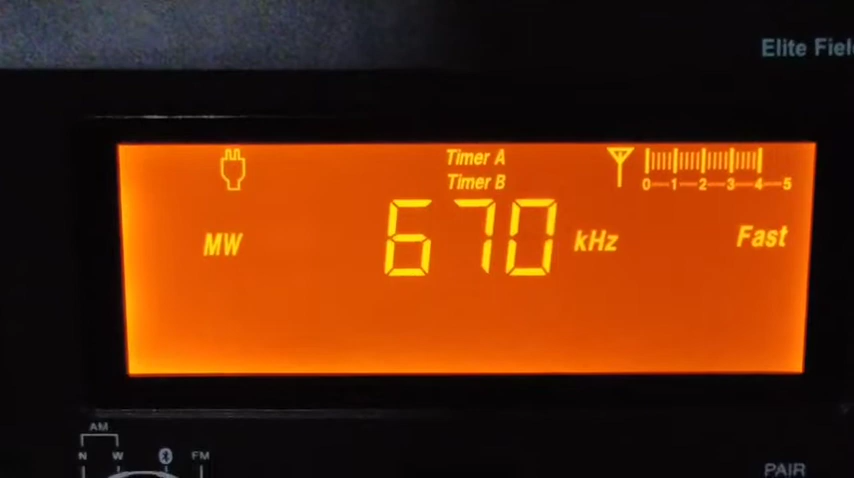 Elite Fiel
Timer A
Timer B
0 1 2 3 4 5
MW 670 kHz Fast
AM
N W FM
PAIR